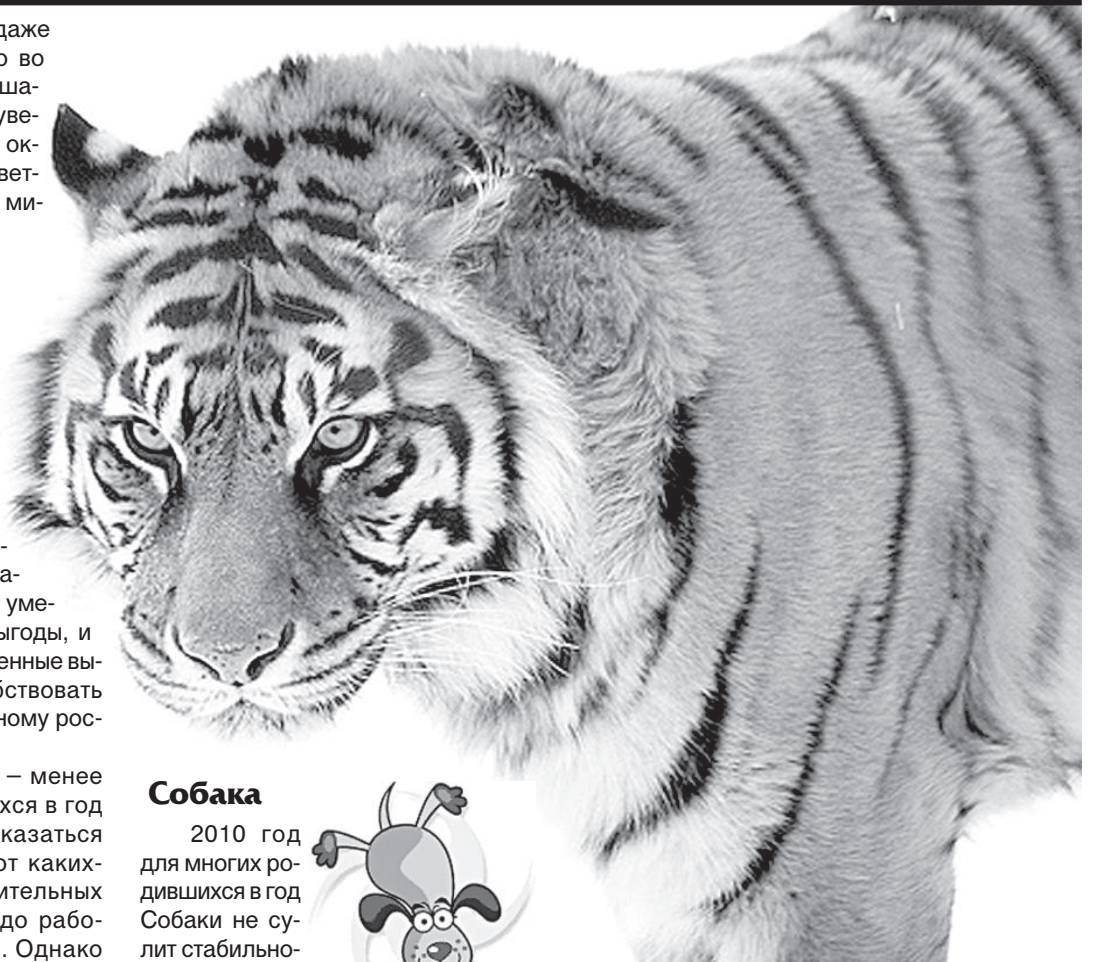 даже
о во
ша-
уве-
ок-
вет-
ми-
-
а-
уме-
ыгоды, и
енные вы-
бствовать
ному рос-
– менее
хся в год
казаться
от каких-
ительных
до рабо-
. Однако
Собака
2010 год
для многих ро-
дившихся в год
Собаки не су-
лит стабильно-